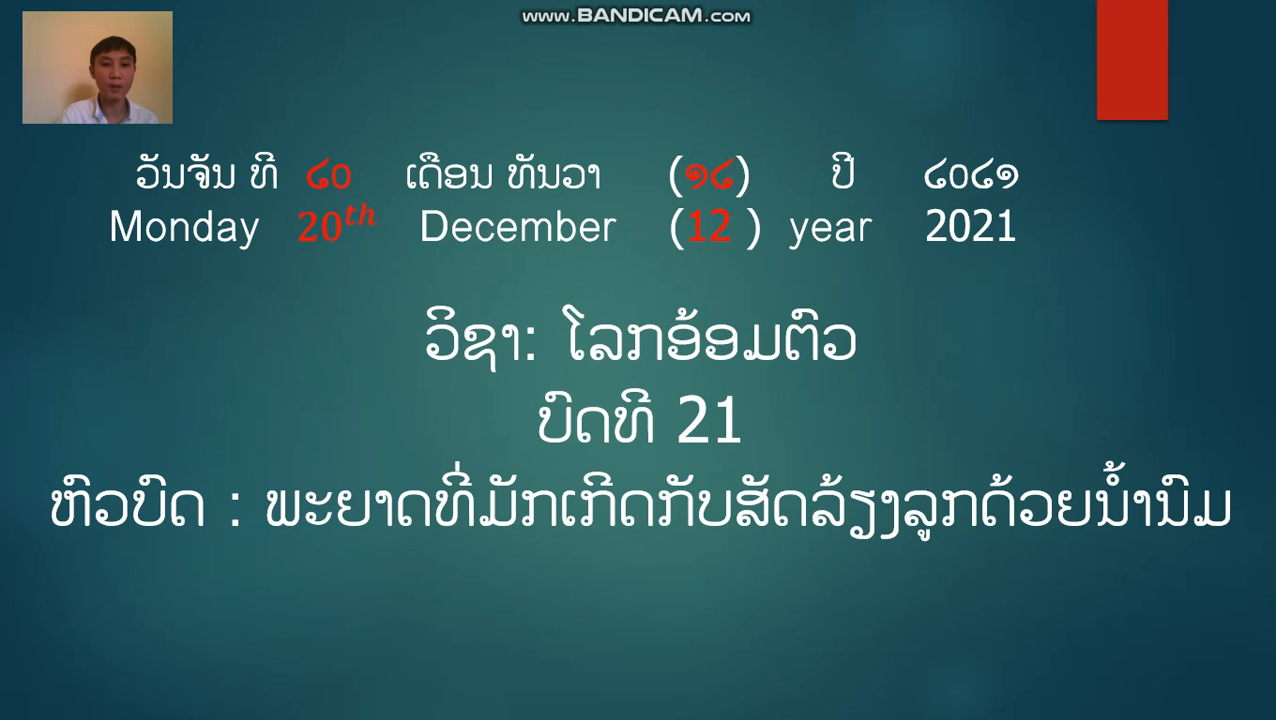 www.BANDICAM.com
ວັນຈັນ ທີ ໒໐ ເດືອນ ທັນວາ (໑໒) ປີ ໒໐໒໑
Monday 20th December (12 ) year 2021
ວິຊາ: ໂລກອ້ອມຕົວ
ບົດທີ 21
ຫົວບົດ : ພະຍາດທີ່ມັກເກີດກັບສັດລ້ຽງລູກດ້ວຍນ້ຳນົມ